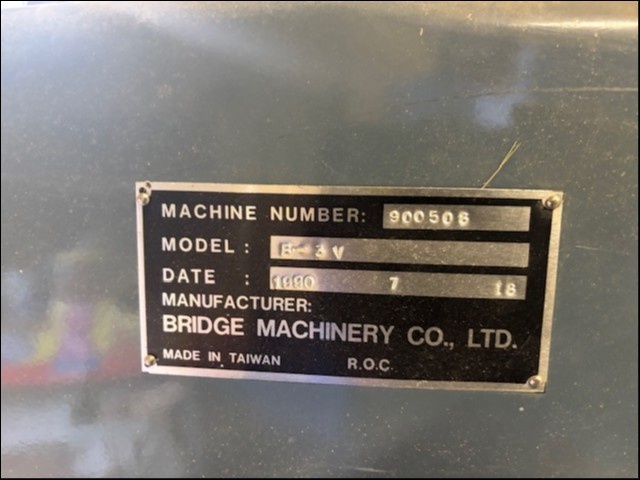 MACHINE NUMBER: 900506
MODEL : B-3V
DATE : 1990 7 18
MANUFACTURER:
BRIDGE MACHINERY CO., LTD.
MADE IN TAIWAN R.O.C